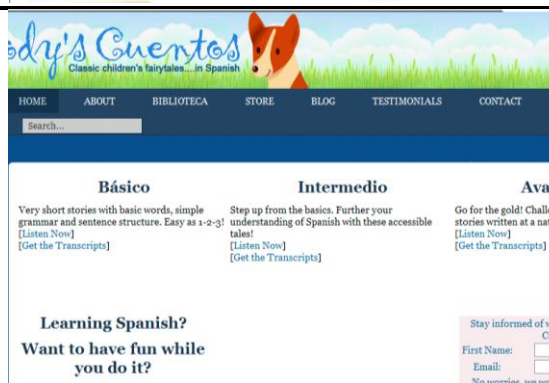 Cuentos
Classic children's fairytales....in Spanish
HOME ABOUT BIBLIOTECA STORE BLOG TESTIMONIALS CONTACT
Search...
Básico
Very short stories with basic words, simple
grammar and sentence structure. Easy as 1-2-3!
[Listen Now]
[Get the Transcripts]
Intermedio
Step up from the basics. Further your
understanding of Spanish with these accessible
tales!
[Listen Now]
[Get the Transcripts]
Go for the gold!
stories written at a
[Listen Now]
[Get the Transcripts]
Learning Spanish?
Want to have fun while
you do it?
Stay informed of
First Name:
Email:
No worries, we